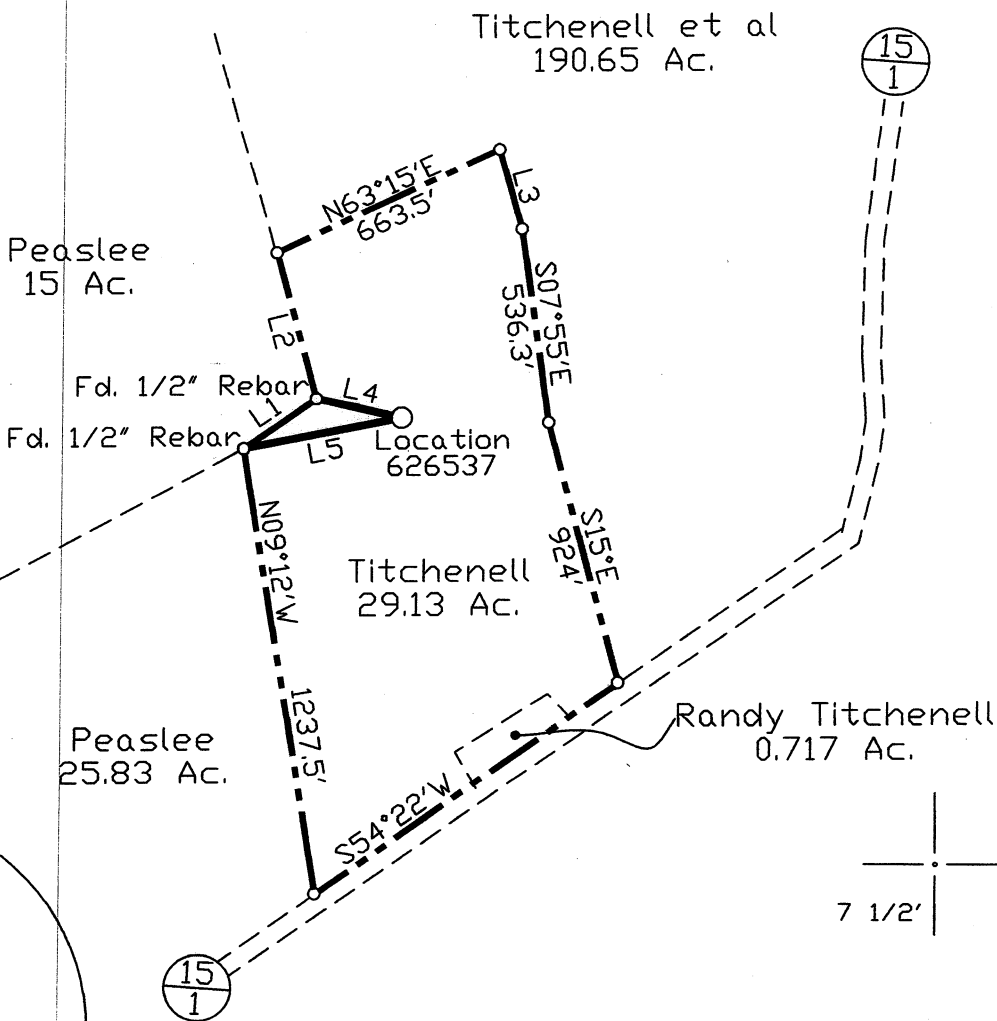 Titchenell et al
190.65 Ac.
15
1
N63°15'E
663.5'
L3
Peaslee
15 Ac.
L2
S07°55'E
536.3'
Fd. 1/2" Rebar
L4
L1
Fd. 1/2" Rebar
L5
Location
626537
N09°12'W
1237.5'
S15°E
924'
Titchenell
29.13 Ac.
Randy Titchenell
0.717 Ac.
Peaslee
25.83 Ac.
S54°22'W
7 1/2'
15
1